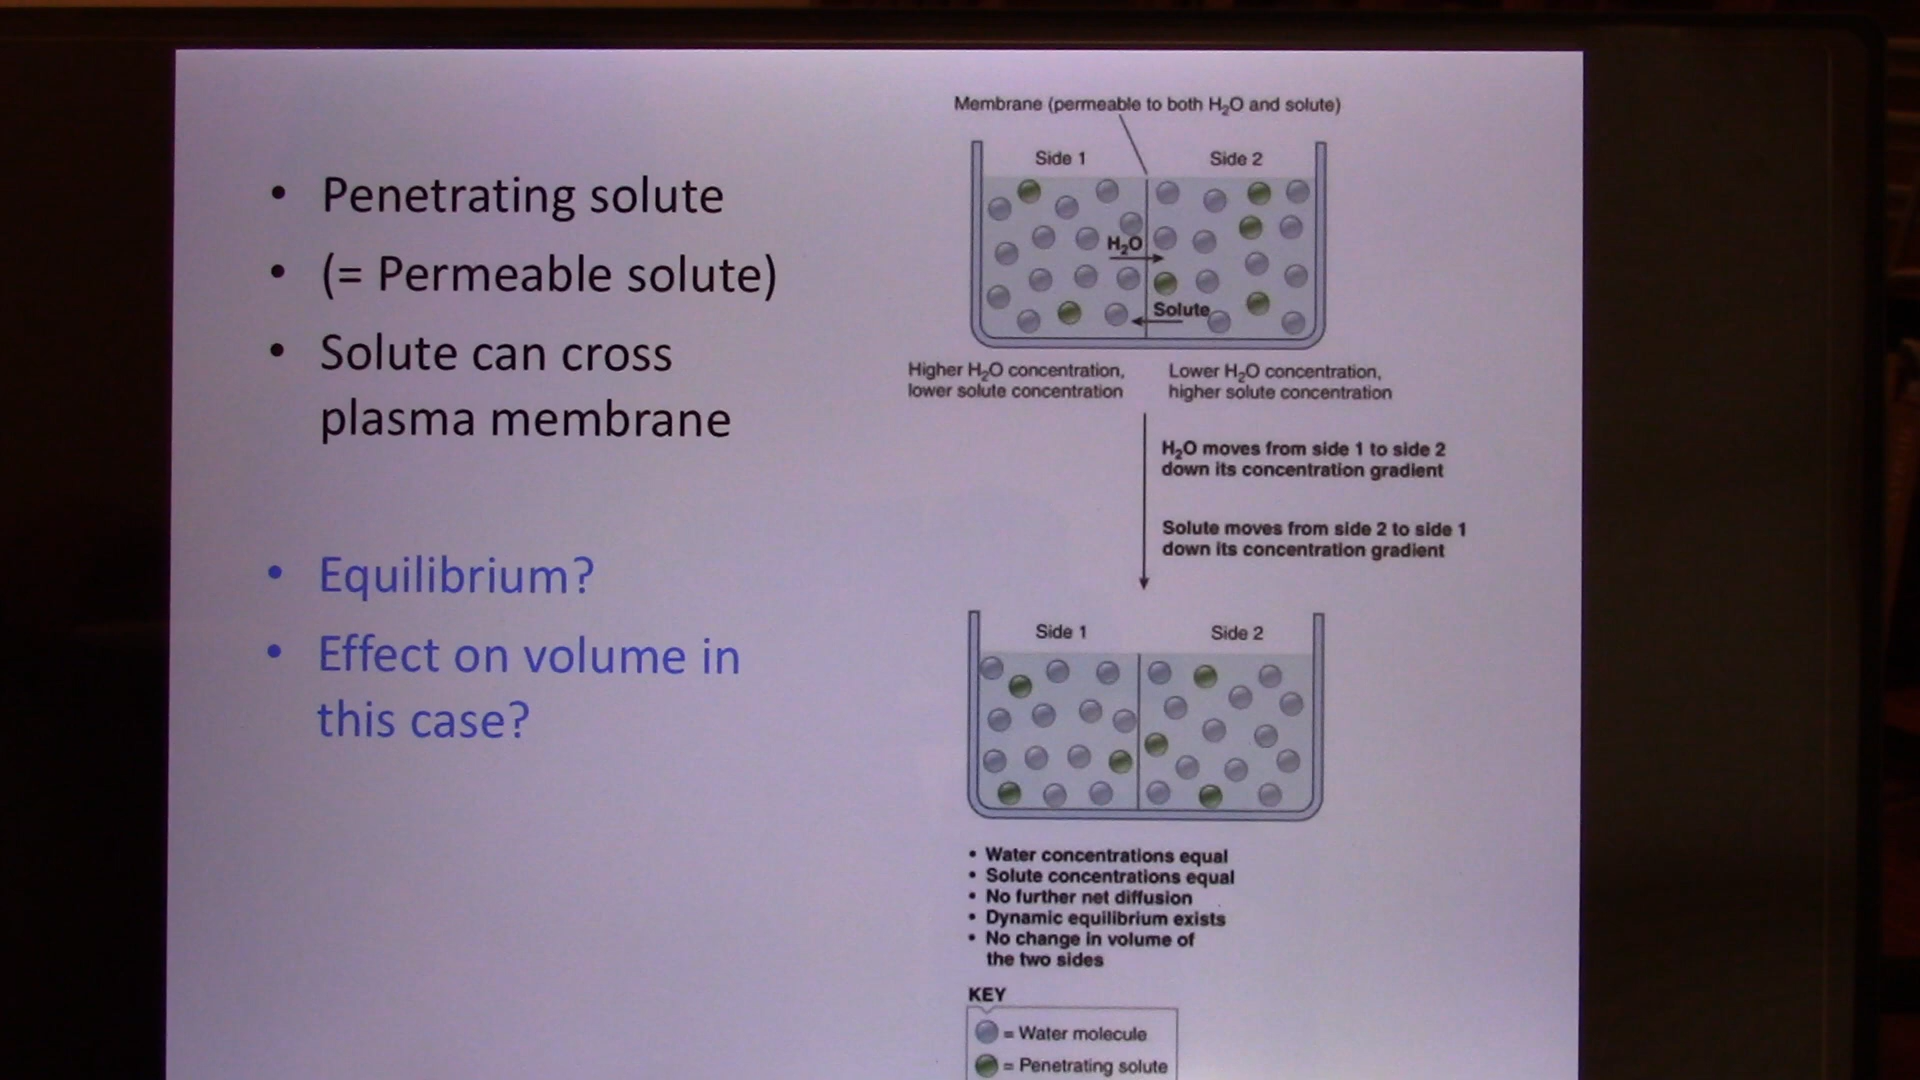 • Penetrating solute
• (= Permeable solute)
• Solute can cross
plasma membrane
• Equilibrium?
• Effect on volume in
this case?
Membrane (permeable to both H₂O and solute)
Side 1
Side 2
H₂O
Solute
Higher H₂O concentration,
lower solute concentration
Lower H₂O concentration,
higher solute concentration
H₂O moves from side 1 to side 2
down its concentration gradient
Solute moves from side 2 to side 1
down its concentration gradient
Side 1
Side 2
• Water concentrations equal
• Solute concentrations equal
• No further net diffusion
• Dynamic equilibrium exists
• No change in volume of
the two sides
KEY
= Water molecule
= Penetrating solute